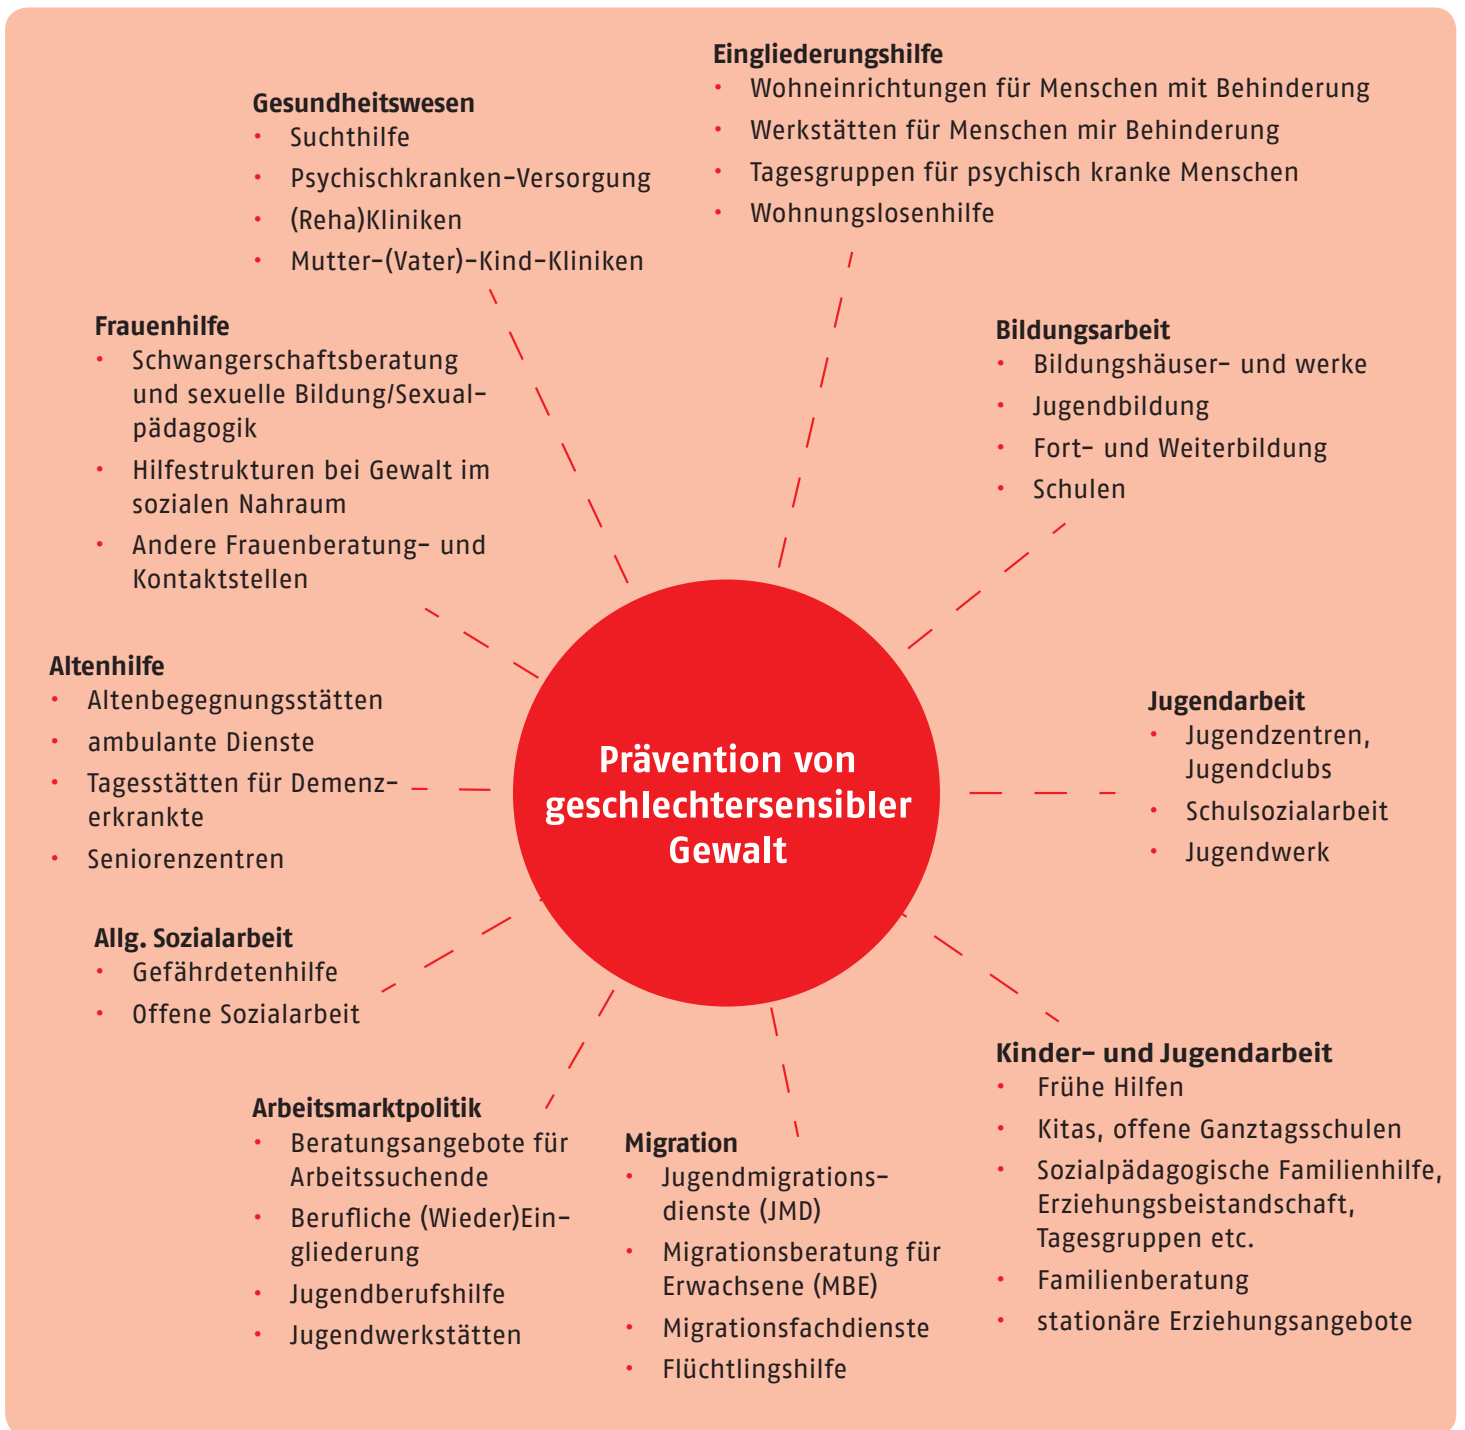 Eingliederungshilfe
• Wohneinrichtungen für Menschen mit Behinderung
• Werkstätten für Menschen mir Behinderung
• Tagesgruppen für psychisch kranke Menschen
• Wohnungslosenhilfe
Gesundheitswesen
• Suchthilfe
• Psychischkranken-Versorgung
• (Reha)Kliniken
• Mutter-(Vater)-Kind-Kliniken
Frauenhilfe
• Schwangerschaftsberatung
und sexuelle Bildung/Sexual-
pädagogik
• Hilfestrukturen bei Gewalt im
sozialen Nahraum
• Andere Frauenberatung- und
Kontaktstellen
Bildungsarbeit
• Bildungshäuser- und werke
• Jugendbildung
• Fort- und Weiterbildung
• Schulen
Altenhilfe
• Altenbegegnungsstätten
• ambulante Dienste
• Tagesstätten für Demenz-
erkrankte
• Seniorenzentren
Prävention von
geschlechtersensibler
Gewalt
Jugendarbeit
• Jugendzentren,
Jugendclubs
• Schulsozialarbeit
• Jugendwerk
Allg. Sozialarbeit
• Gefährdetenhilfe
• Offene Sozialarbeit
Arbeitsmarktpolitik
• Beratungsangebote für
Arbeitssuchende
• Berufliche (Wieder)Ein-
gliederung
• Jugendberufshilfe
• Jugendwerkstätten
Migration
• Jugendmigrations-
dienste (JMD)
• Migrationsberatung für
Erwachsene (MBE)
• Migrationsfachdienste
• Flüchtlingshilfe
Kinder- und Jugendarbeit
• Frühe Hilfen
• Kitas, offene Ganztagsschulen
• Sozialpädagogische Familienhilfe,
Erziehungsbeistandschaft,
Tagesgruppen etc.
• Familienberatung
• stationäre Erziehungsangebote